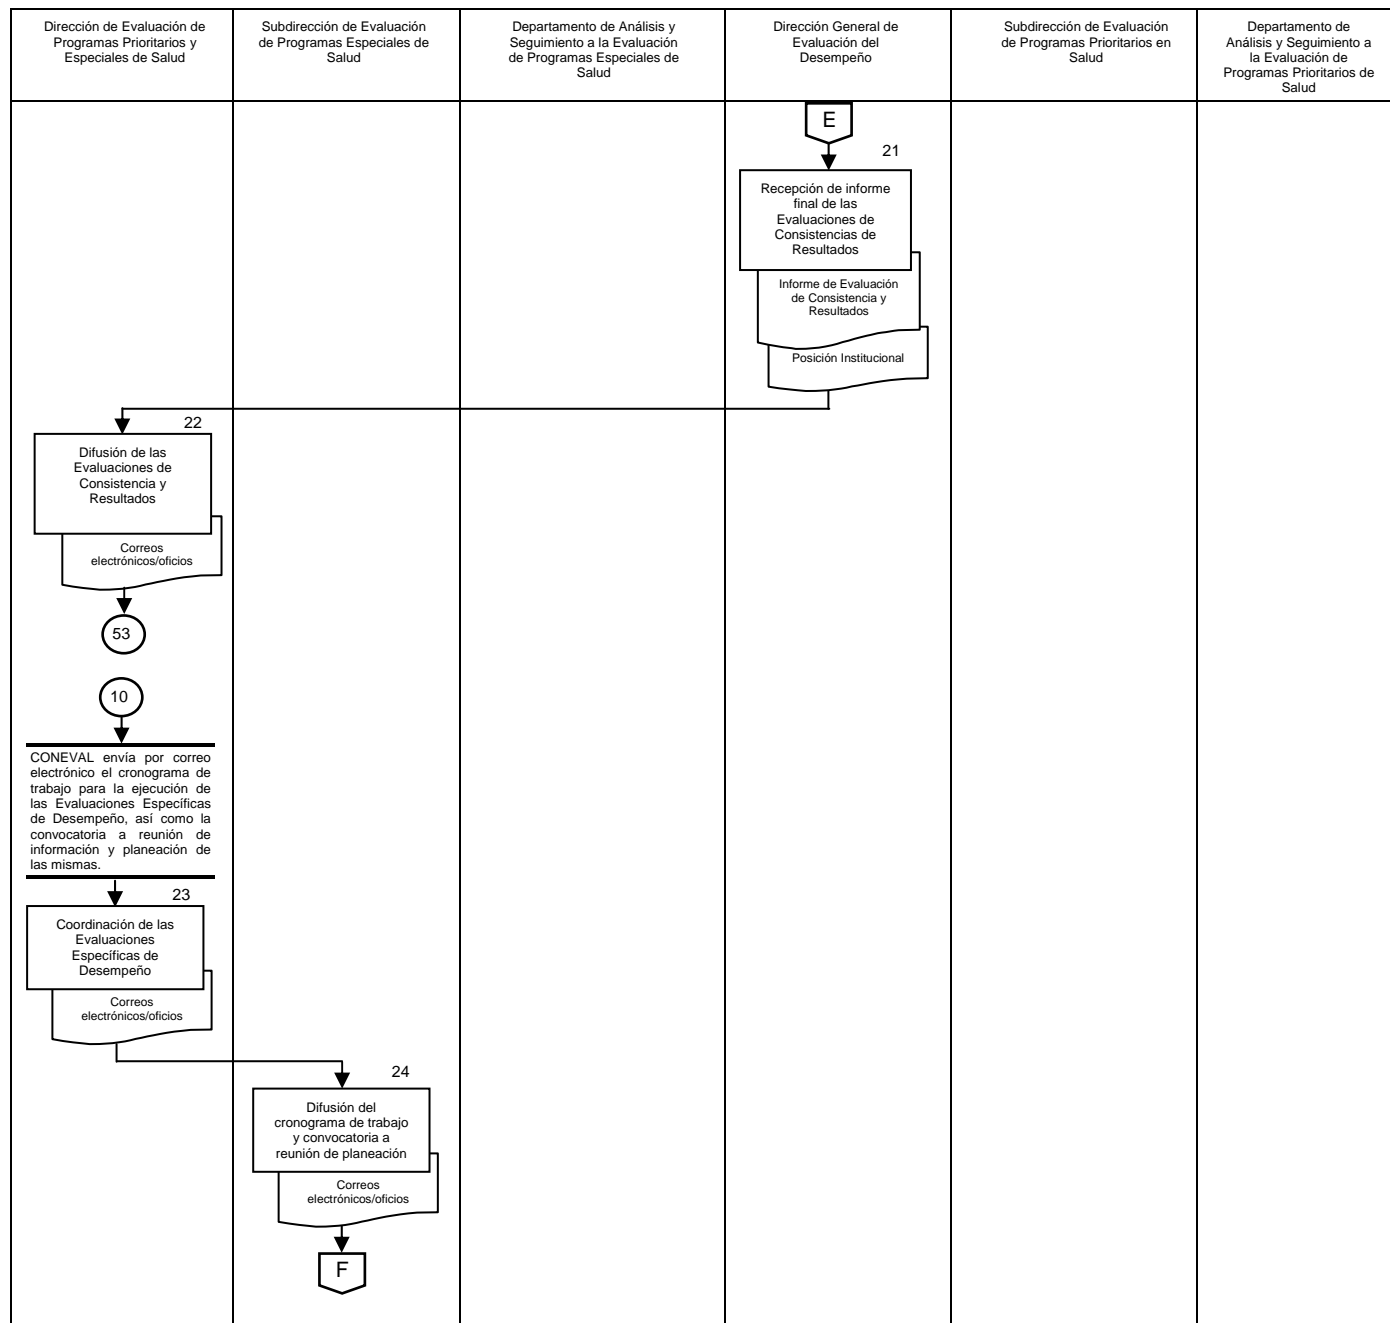 Dirección de Evaluación de
Programas Prioritarios y
Especiales de Salud
Subdirección de Evaluación
de Programas Especiales de
Salud
Departamento de Análisis y
Seguimiento a la Evaluación
de Programas Especiales de
Salud
Dirección General de
Evaluación del
Desempeño
Subdirección de Evaluación
de Programas Prioritarios en
Salud
Departamento de
Análisis y Seguimiento a
la Evaluación de
Programas Prioritarios de
Salud
E
21
Recepción de informe
final de las
Evaluaciones de
Consistencias de
Resultados
Informe de Evaluación
de Consistencia y
Resultados
Posición Institucional
22
Difusión de las
Evaluaciones de
Consistencia y
Resultados
Correos
electrónicos/oficios
53
10
CONEVAL envía por correo
electrónico el cronograma de
trabajo para la ejecución de
las Evaluaciones Específicas
de Desempeño, así como la
convocatoria a reunión de
información y planeación de
las mismas.
23
Coordinación de las
Evaluaciones
Específicas de
Desempeño
Correos
electrónicos/oficios
24
Difusión del
cronograma de trabajo
y convocatoria a
reunión de planeación
Correos
electrónicos/oficios
F